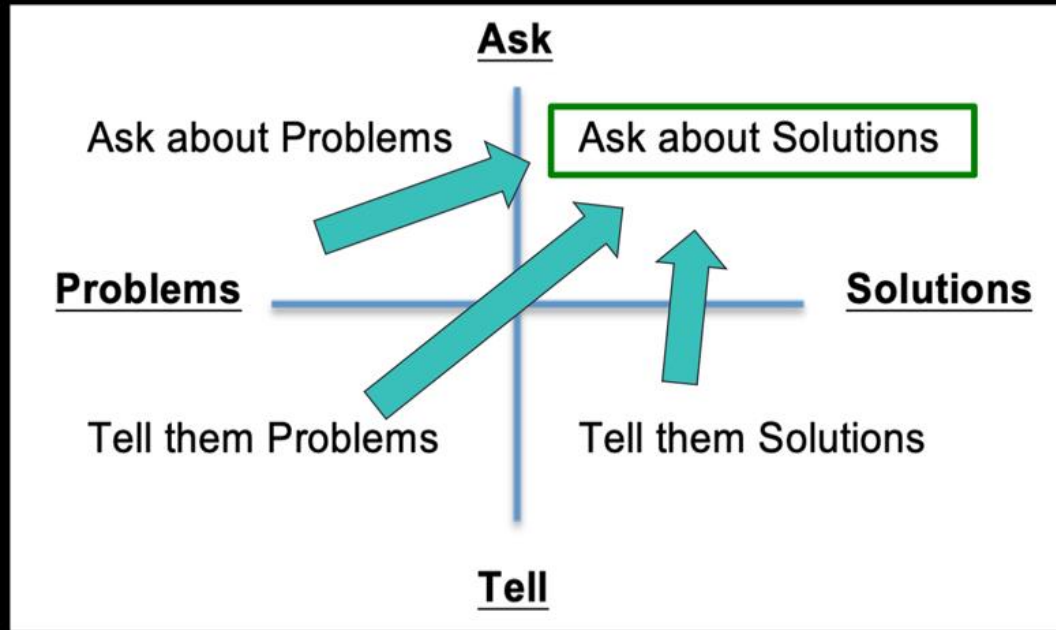 Ask
Ask about Problems
Ask about Solutions
Problems
Solutions
Tell them Problems
Tell them Solutions
Tell